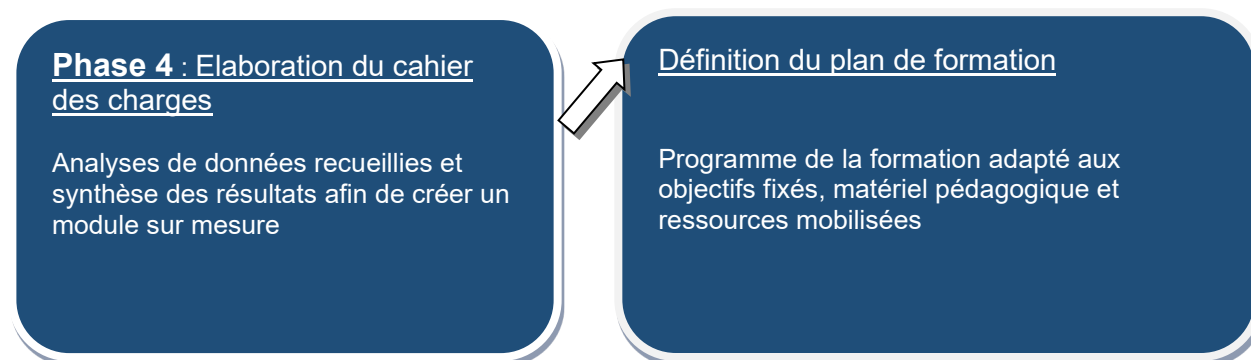 Phase 4 : Elaboration du cahier
des charges
Analyses de données recueillies et
synthèse des résultats afin de créer un
module sur mesure
Définition du plan de formation
Programme de la formation adapté aux
objectifs fixés, matériel pédagogique et
ressources mobilisées